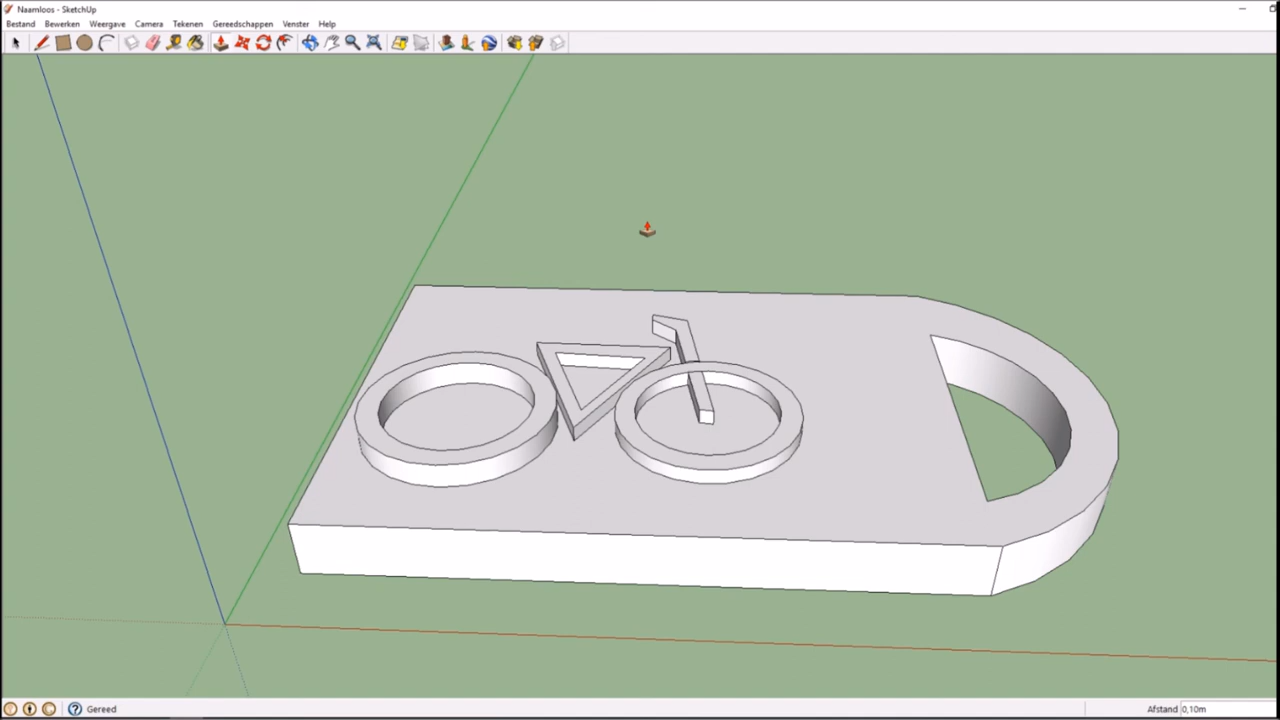 Naamloos - SketchUp
Bestand Bewerken Weergave Camera Tekenen Gereedschappen Venster Help
Gereed
Afstand 0,10m